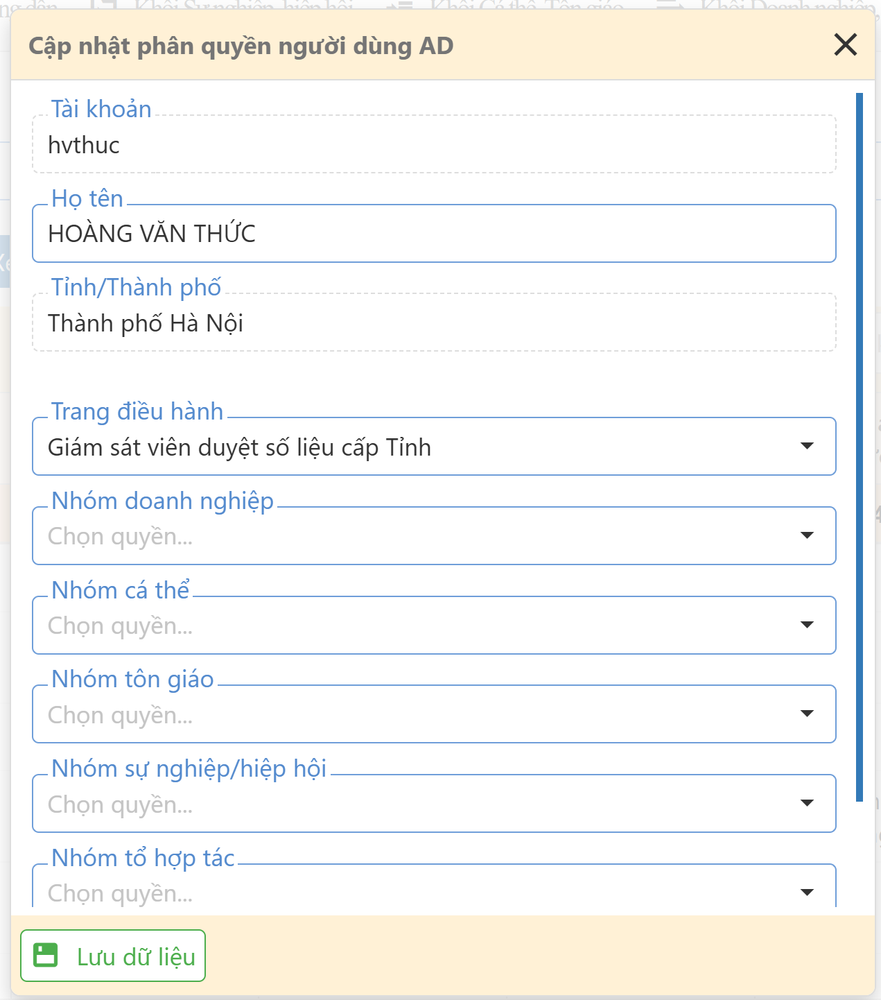 Cập nhật phân quyền người dùng AD
Tài khoản
hvthuc
Họ tên
HOÀNG VĂN THỨC
Tỉnh/Thành phố
Thành phố Hà Nội
Trang điều hành
Giám sát viên duyệt số liệu cấp Tỉnh
Nhóm doanh nghiệp
Chọn quyền...
Nhóm cá thể
Chọn quyền...
Nhóm tôn giáo
Chọn quyền...
Nhóm sự nghiệp/hiệp hội
Chọn quyền...
Nhóm tổ hợp tác
Chọn quyền...
Lưu dữ liệu